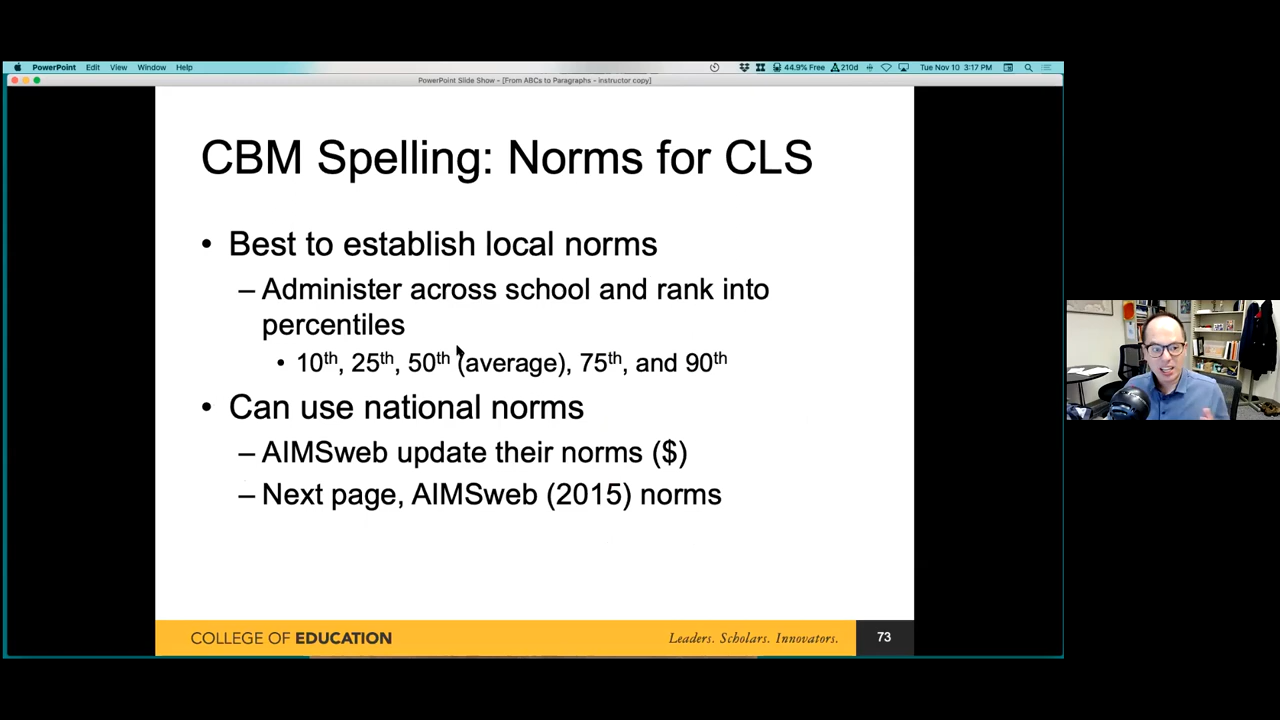 PowerPoint Edit View Window Help 44.9% Free 210d Tue Nov 10 3:17 PM
PowerPoint Slide Show - [From ABCs to Paragraphs - instructor copy]
CBM Spelling: Norms for CLS
• Best to establish local norms
– Administer across school and rank into
percentiles
• 10th, 25th, 50th (average), 75th, and 90th
• Can use national norms
– AIMSweb update their norms ($)
– Next page, AIMSweb (2015) norms
COLLEGE OF EDUCATION Leaders. Scholars. Innovators. 73